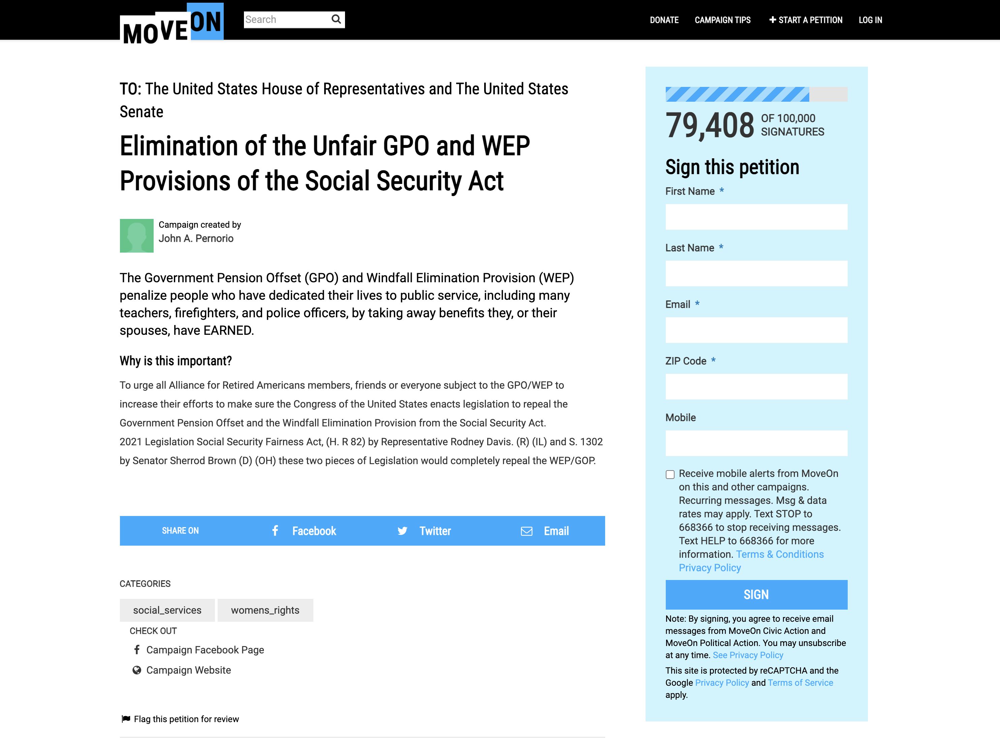 MOVEON
Search
DONATE
CAMPAIGN TIPS
START A PETITION
LOG IN
TO: The United States House of Representatives and The United States
Senate
Elimination of the Unfair GPO and WEP
Provisions of the Social Security Act
Campaign created by
John A. Pernorio
The Government Pension Offset (GPO) and Windfall Elimination Provision (WEP)
penalize people who have dedicated their lives to public service, including many
teachers, firefighters, and police officers, by taking away benefits they, or their
spouses, have EARNED.
Why is this important?
To urge all Alliance for Retired Americans members, friends or everyone subject to the GPO/WEP to
increase their efforts to make sure the Congress of the United States enacts legislation to repeal the
Government Pension Offset and the Windfall Elimination Provision from the Social Security Act.
2021 Legislation Social Security Fairness Act, (H. R 82) by Representative Rodney Davis. (R) (IL) and S. 1302
by Senator Sherrod Brown (D) (OH) these two pieces of Legislation would completely repeal the WEP/GOP.
SHARE ON
Facebook
Twitter
Email
CATEGORIES
social_services
womens_rights
CHECK OUT
Campaign Facebook Page
Campaign Website
Flag this petition for review
79,408
OF 100,000
SIGNATURES
Sign this petition
First Name *
Last Name *
Email *
ZIP Code *
Mobile
Receive mobile alerts from MoveOn
on this and other campaigns.
Recurring messages. Msg & data
rates may apply. Text STOP to
668366 to stop receiving messages.
Text HELP to 668366 for more
information. Terms & Conditions
Privacy Policy
SIGN
Note: By signing, you agree to receive email
messages from MoveOn Civic Action and
MoveOn Political Action. You may unsubscribe
at any time. See Privacy Policy
This site is protected by reCAPTCHA and the
Google Privacy Policy and Terms of Service
apply.